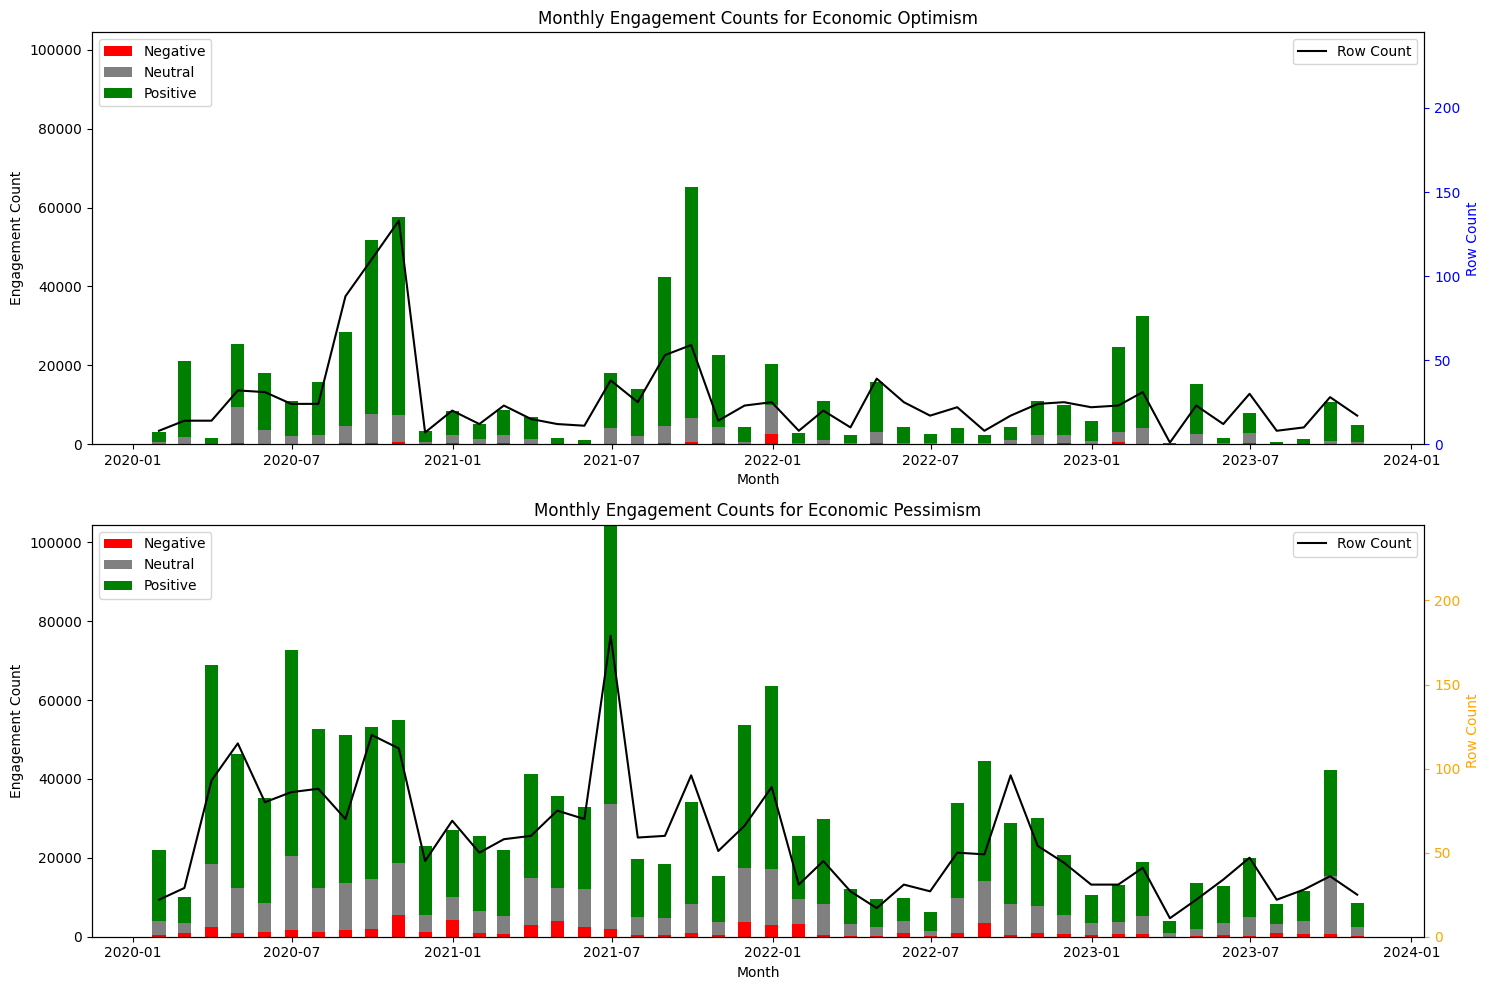 Monthly Engagement Counts for Economic Optimism
Negative
Neutral
Positive
Row Count
100000
80000
60000
40000
20000
0
Engagement Count
200
150
100
50
0
Row Count
2020-01
2020-07
2021-01
2021-07
2022-01
2022-07
2023-01
2023-07
2024-01
Month
Monthly Engagement Counts for Economic Pessimism
Negative
Neutral
Positive
Row Count
100000
80000
60000
40000
20000
0
Engagement Count
200
150
100
50
0
Row Count
2020-01
2020-07
2021-01
2021-07
2022-01
2022-07
2023-01
2023-07
2024-01
Month